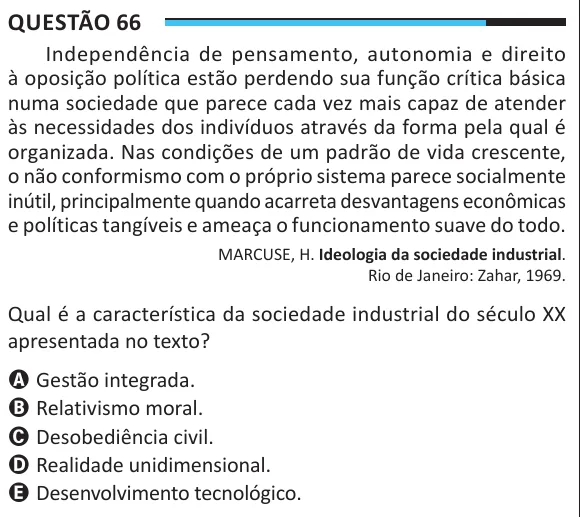 QUESTÃO 66
Independência de pensamento, autonomia e direito
à oposição política estão perdendo sua função crítica básica
numa sociedade que parece cada vez mais capaz de atender
às necessidades dos indivíduos através da forma pela qual é
organizada. Nas condições de um padrão de vida crescente,
o não conformismo com o próprio sistema parece socialmente
inútil, principalmente quando acarreta desvantagens econômicas
e políticas tangíveis e ameaça o funcionamento suave do todo.
MARCUSE, H. Ideologia da sociedade industrial.
Rio de Janeiro: Zahar, 1969.
Qual é a característica da sociedade industrial do século XX
apresentada no texto?
A Gestão integrada.
B Relativismo moral.
C Desobediência civil.
D Realidade unidimensional.
E Desenvolvimento tecnológico.